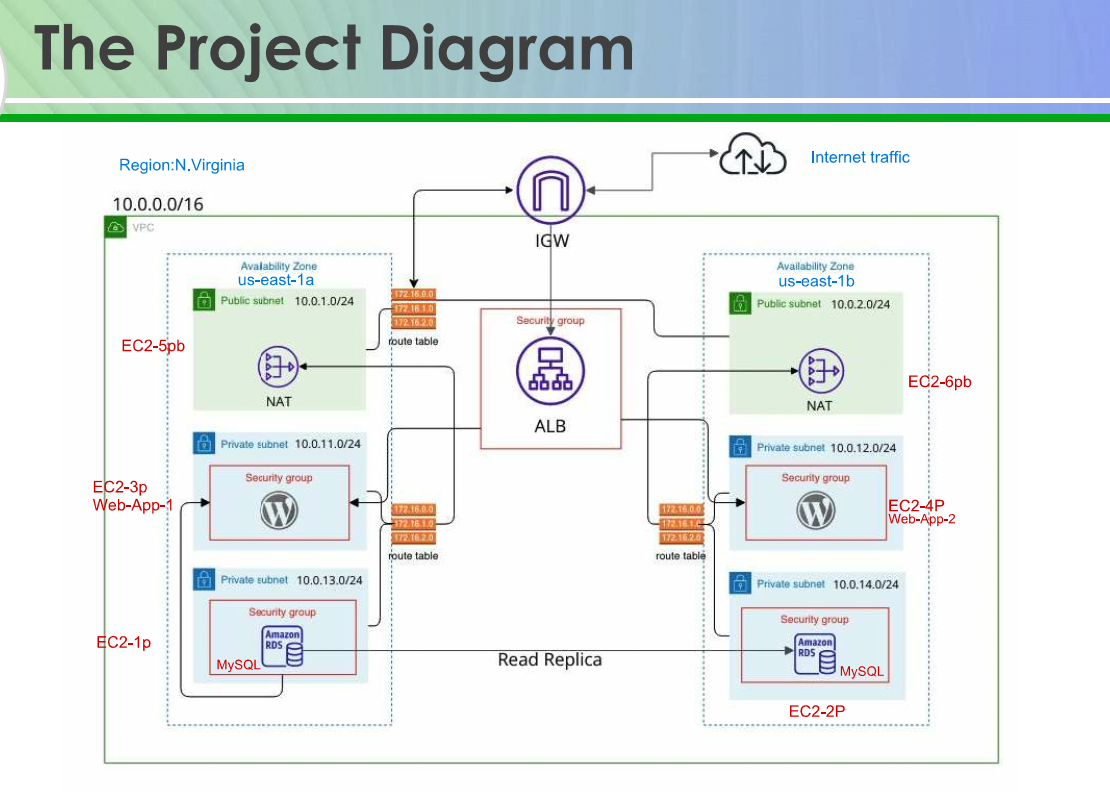 The Project Diagram
Region:N.Virginia
Internet traffic
10.0.0.0/16
VPC
IGW
Availability Zone
us-east-1a
Public subnet 10.0.1.0/24
EC2-5pb
NAT
172.16.0.0
172.16.1.0
172.16.2.0
route table
Security group
ALB
Availability Zone
us-east-1b
Public subnet 10.0.2.0/24
NAT
EC2-6pb
Private subnet 10.0.11.0/24
Security group
EC2-3p
Web-App-1
172.16.0.0
172.16.1.0
172.16.2.0
route table
Private subnet 10.0.12.0/24
Security group
EC2-4P
Web-App-2
172.16.0.0
172.16.1.0
172.16.2.0
route table
Private subnet 10.0.13.0/24
Security group
EC2-1p
Amazon
RDS
MySQL
Read Replica
Private subnet 10.0.14.0/24
Security group
Amazon
RDS
MySQL
EC2-2P